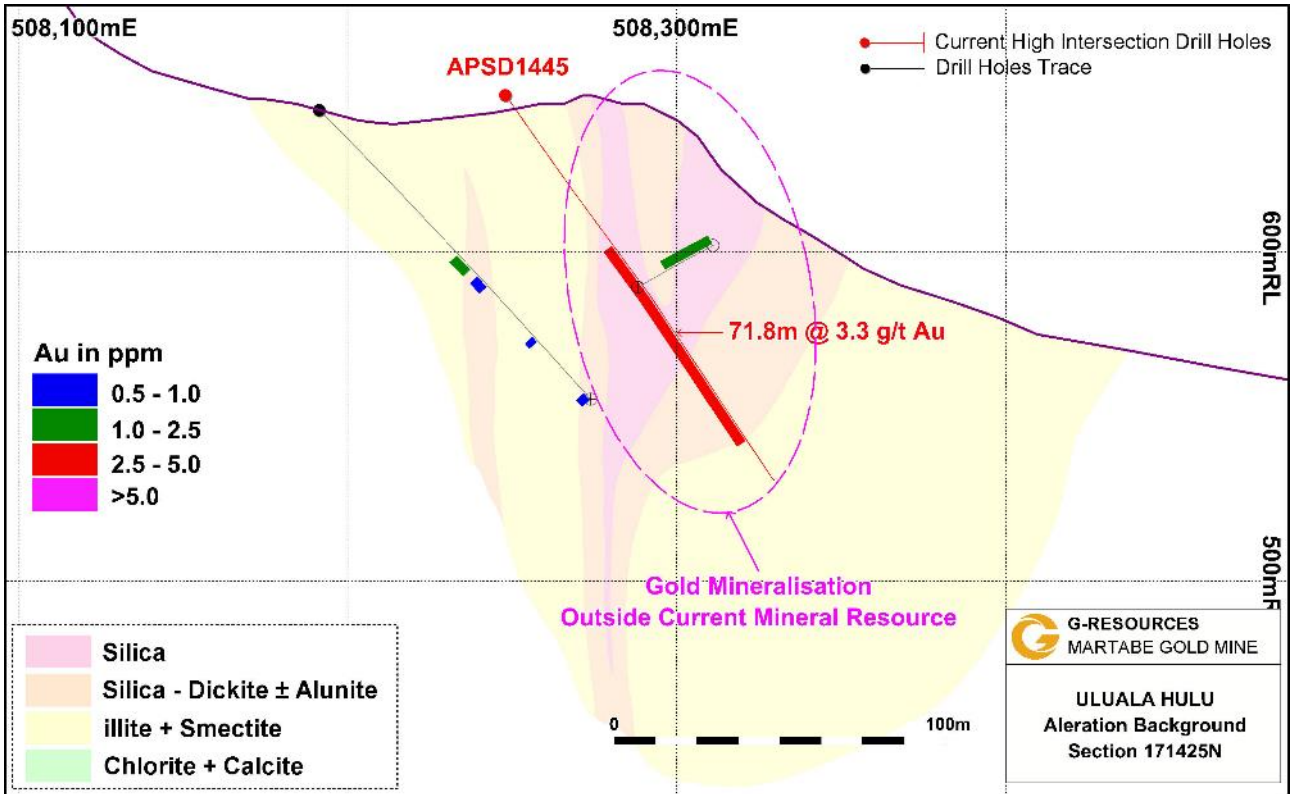 508,100mE
508,300mE
Current High Intersection Drill Holes
Drill Holes Trace
APSD1445
600mRL
71.8m @ 3.3 g/t Au
Au in ppm
0.5 - 1.0
1.0 - 2.5
2.5 - 5.0
>5.0
500mR
Gold Mineralisation
Outside Current Mineral Resource
Silica
Silica - Dickite ± Alunite
illite + Smectite
Chlorite + Calcite
0
100m
G-RESOURCES
MARTABE GOLD MINE
ULUALA HULU
Aleration Background
Section 171425N